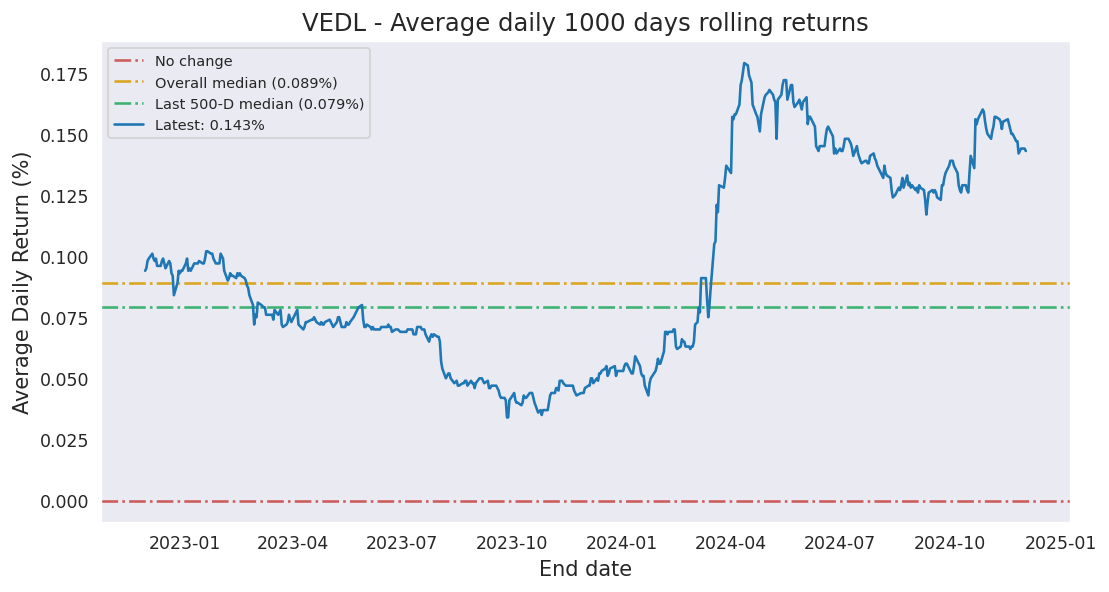 VEDL - Average daily 1000 days rolling returns
No change
Overall median (0.089%)
Last 500-D median (0.079%)
Latest: 0.143%
Average Daily Return (%)
0.175
0.150
0.125
0.100
0.075
0.050
0.025
0.000
2023-01 2023-04 2023-07 2023-10 2024-01 2024-04 2024-07 2024-10 2025-01
End date